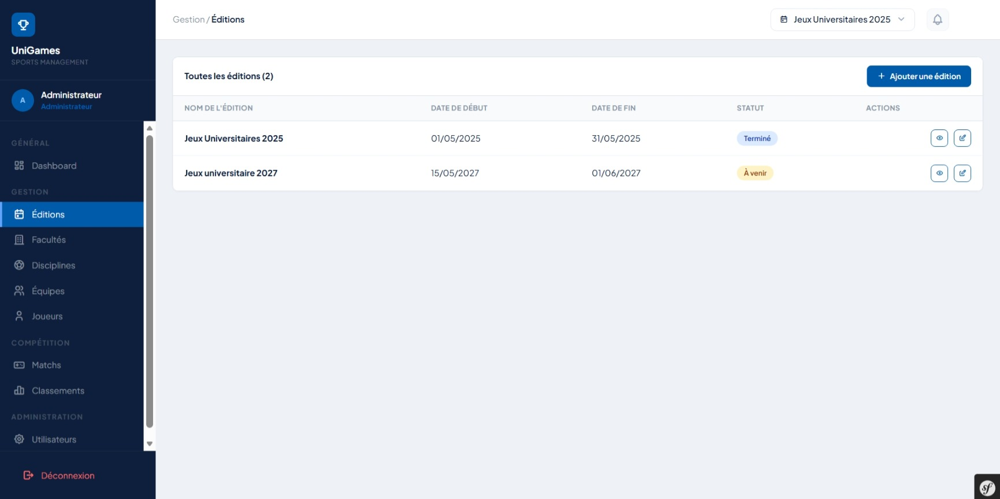 UniGames
SPORTS MANAGEMENT
A
Administrateur
Administrateur
GÉNÉRAL
Dashboard
GESTION
Éditions
Facultés
Disciplines
Équipes
Joueurs
COMPÉTITION
Matchs
Classements
ADMINISTRATION
Utilisateurs
Déconnexion
Gestion / Éditions
Jeux Universitaires 2025
Toutes les éditions (2)
+ Ajouter une édition
NOM DE L'ÉDITION DATE DE DÉBUT DATE DE FIN STATUT ACTIONS
Jeux Universitaires 2025 01/05/2025 31/05/2025 Terminé
Jeux universitaire 2027 15/05/2027 01/06/2027 À venir
sf